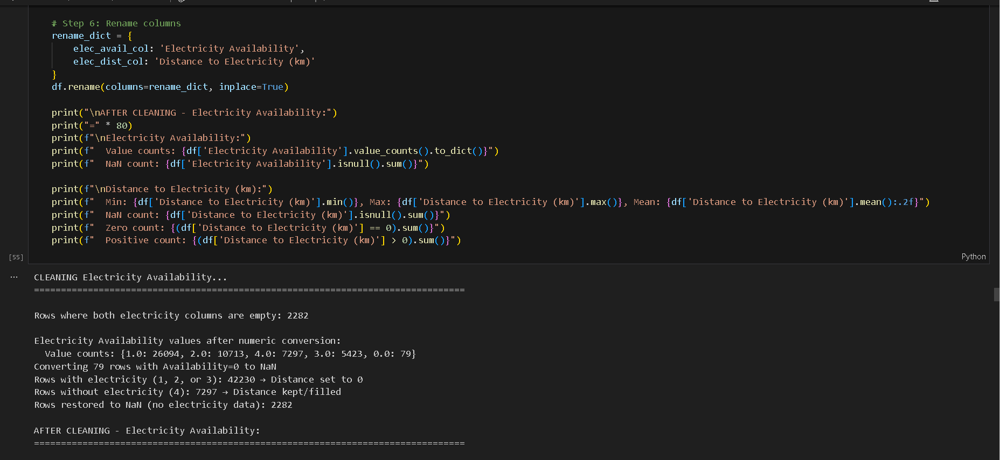 # Step 6: Rename columns
rename_dict = {
    elec_avail_col: 'Electricity Availability',
    elec_dist_col: 'Distance to Electricity (km)'
}
df.rename(columns=rename_dict, inplace=True)
print("\nAFTER CLEANING - Electricity Availability:")
print("=" * 80)
print(f"\nElectricity Availability:")
print(f"  Value counts: {df['Electricity Availability'].value_counts().to_dict()}")
print(f"  NaN count: {df['Electricity Availability'].isnull().sum()}")
print(f"\nDistance to Electricity (km):")
print(f"  Min: {df['Distance to Electricity (km)'].min()}, Max: {df['Distance to Electricity (km)'].max()}, Mean: {df['Distance to Electricity (km)'].mean():.2f}")
print(f"  NaN count: {df['Distance to Electricity (km)'].isnull().sum()}")
print(f"  Zero count: {(df['Distance to Electricity (km)'] == 0).sum()}")
print(f"  Positive count: {(df['Distance to Electricity (km)'] > 0).sum()}")
[55]
Python
...
CLEANING Electricity Availability...
================================================================================
Rows where both electricity columns are empty: 2282
Electricity Availability values after numeric conversion:
  Value counts: {1.0: 26094, 2.0: 10713, 4.0: 7297, 3.0: 5423, 0.0: 79}
Converting 79 rows with Availability=0 to NaN
Rows with electricity (1, 2, or 3): 42230 → Distance set to 0
Rows without electricity (4): 7297 → Distance kept/filled
Rows restored to NaN (no electricity data): 2282
AFTER CLEANING - Electricity Availability:
================================================================================